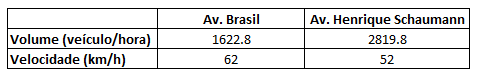 Av. Brasil Av. Henrique Schaumann
Volume (veículo/hora) 1622.8 2819.8
Velocidade (km/h) 62 52